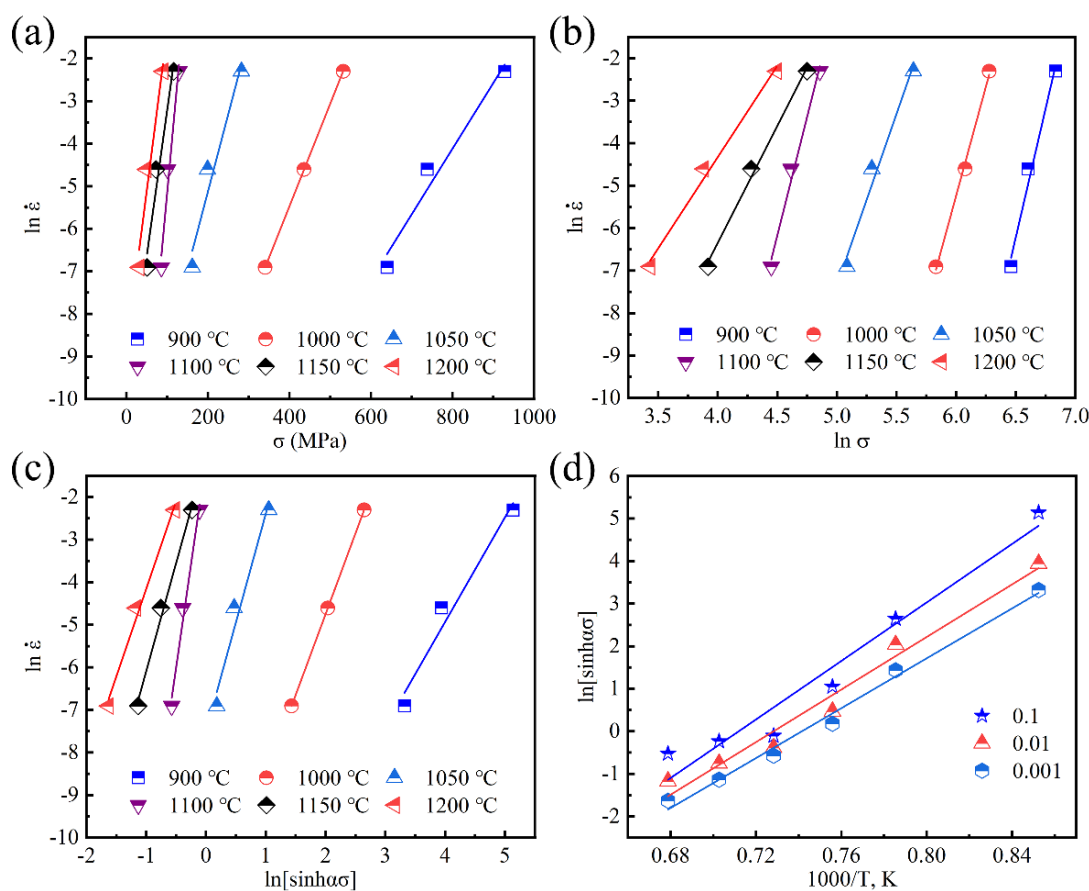 (a)
-2
-3
-4
-5
-6
-7
-8
-9
-10
ln ε̇
0 200 400 600 800 1000
σ (MPa)
900 °C 1000 °C 1050 °C
1100 °C 1150 °C 1200 °C
(b)
-2
-3
-4
-5
-6
-7
-8
-9
-10
ln ε̇
3.5 4.0 4.5 5.0 5.5 6.0 6.5 7.0
ln σ
900 °C 1000 °C 1050 °C
1100 °C 1150 °C 1200 °C
(c)
-2
-3
-4
-5
-6
-7
-8
-9
-10
ln ε̇
-2 -1 0 1 2 3 4 5
ln[sinhασ]
900 °C 1000 °C 1050 °C
1100 °C 1150 °C 1200 °C
(d)
6
5
4
3
2
1
0
-1
-2
ln[sinhασ]
0.1
0.01
0.001
0.68 0.72 0.76 0.80 0.84
1000/T, K